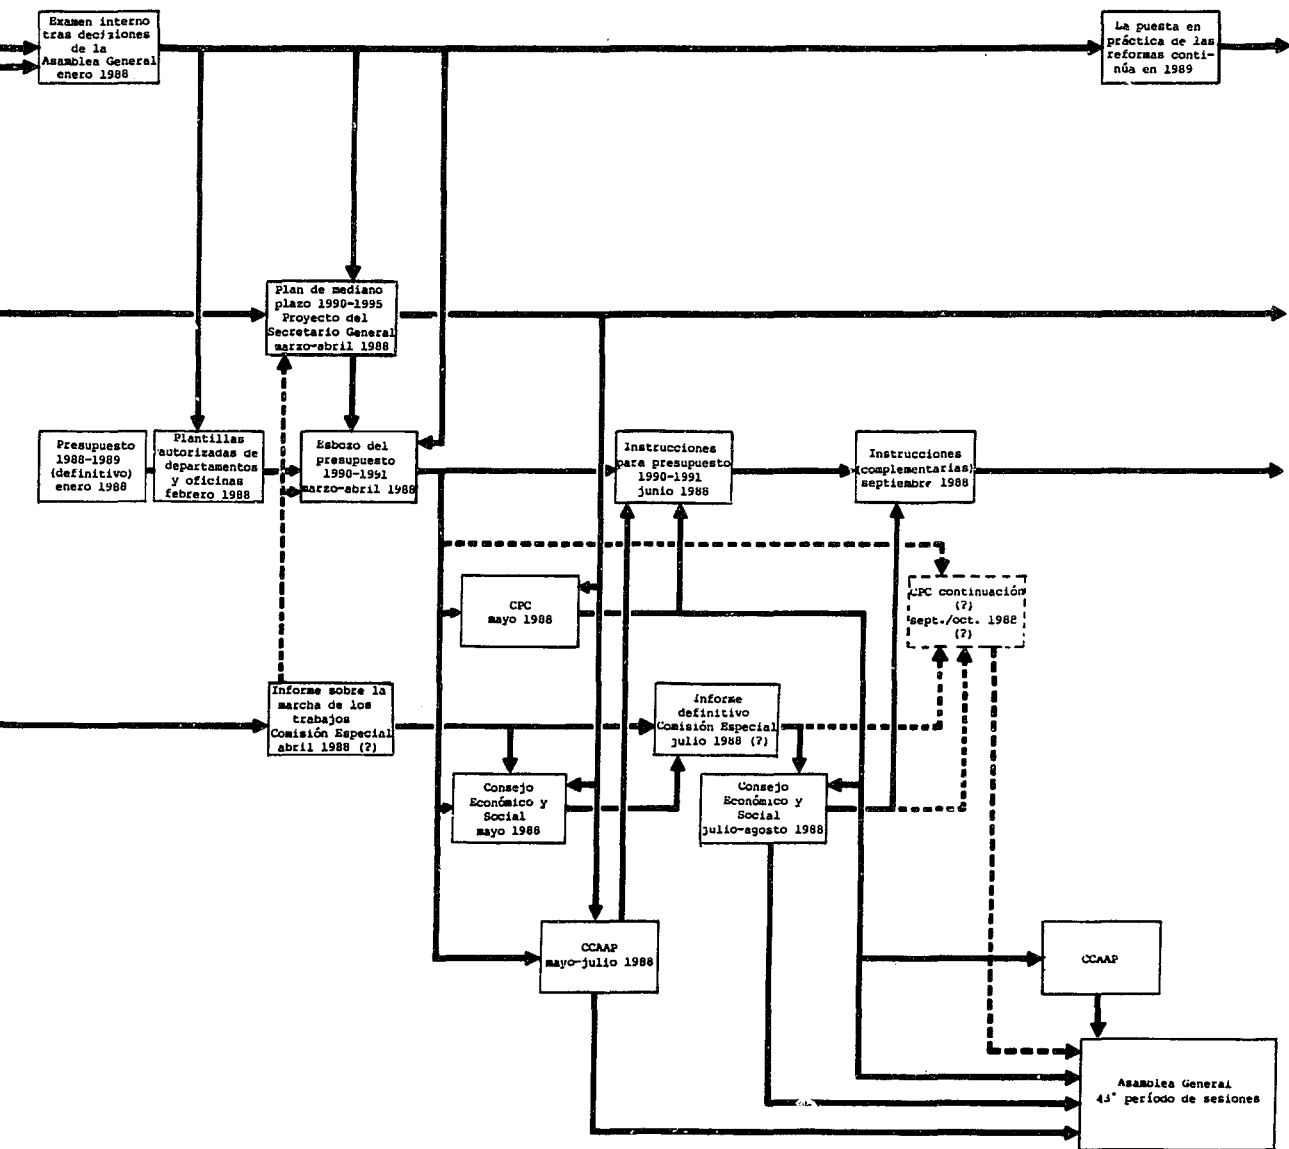 Examen interno
tras decisiones
de la
Asamblea General
enero 1988
La puesta en
práctica de las
reformas conti-
núa en 1989
Plan de mediano
plazo 1990-1995
Proyecto del
Secretario General
marzo-abril 1988
Presupuesto
1988-1989
(definitivo)
enero 1988
Plantillas
autorizadas de
departamentos
y oficinas
febrero 1988
Esbozo del
presupuesto
1990-1991
marzo-abril 1988
Instrucciones
para presupuesto
1990-1991
junio 1988
Instrucciones
(complementarias)
septiembre 1988
CPC
mayo 1988
CPC continuación
(?)
sept./oct. 1988
(?)
Informe sobre la
marcha de los
trabajos
Comisión Especial
abril 1988 (?)
Informe
definitivo
Comisión Especial
julio 1988 (?)
Consejo
Económico y
Social
mayo 1988
Consejo
Económico y
Social
julio-agosto 1988
CCAAP
mayo-julio 1988
CCAAP
Asamblea General
43° período de sesiones